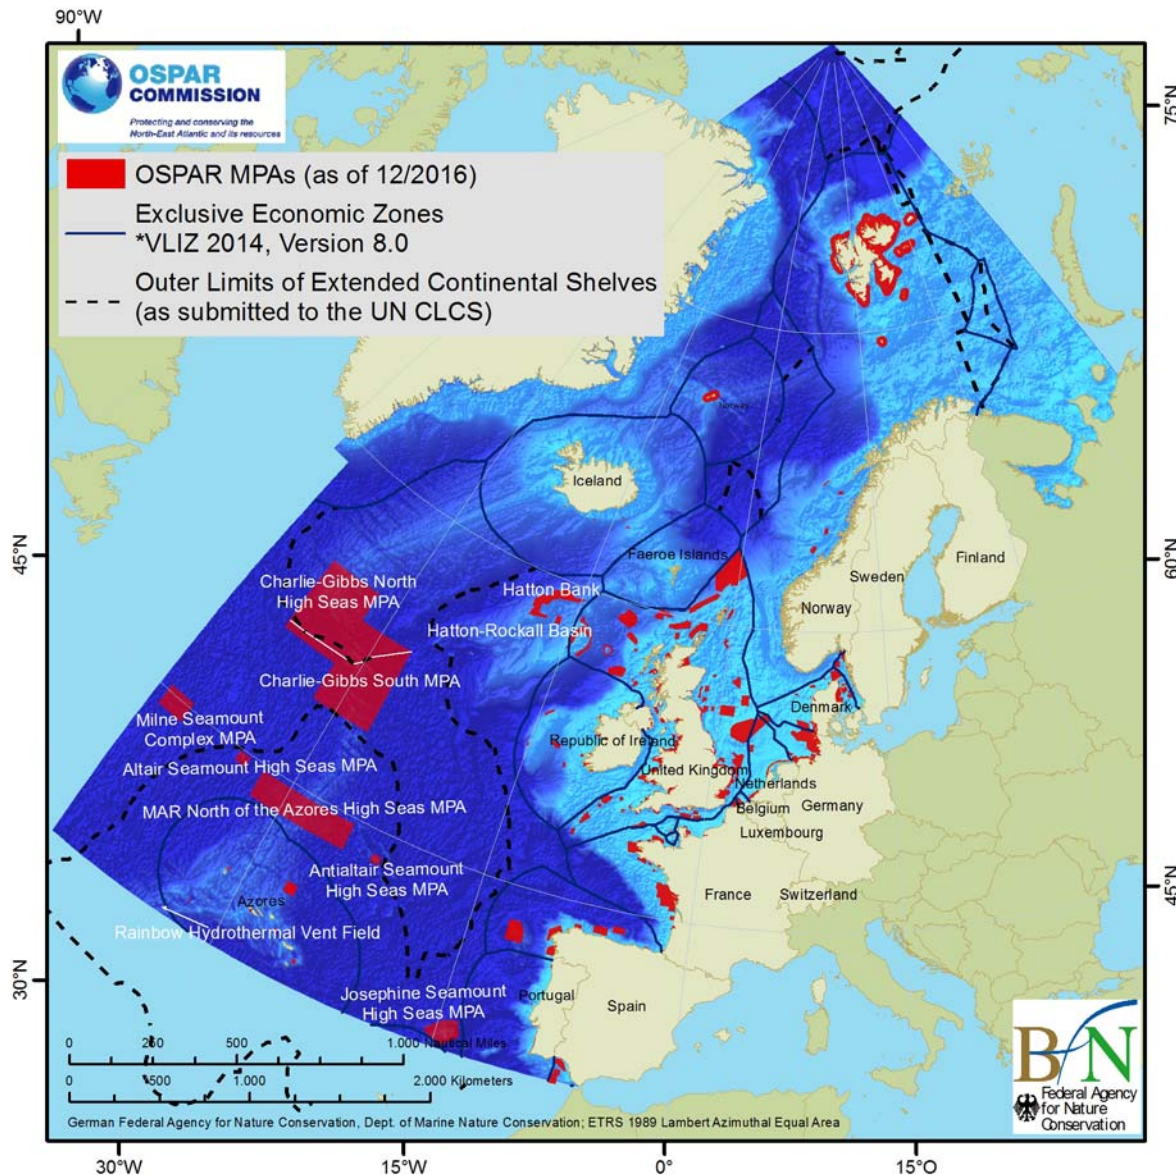 90°W
OSPAR
COMMISSION
Protecting and conserving the
North-East Atlantic and its resources
75°N
OSPAR MPAs (as of 12/2016)
Exclusive Economic Zones
*VLIZ 2014, Version 8.0
Outer Limits of Extended Continental Shelves
(as submitted to the UN CLCS)
Norway
Iceland
45°N
60°N
Faeroe Islands
Finland
Sweden
Norway
Charlie-Gibbs North
High Seas MPA
Hatton Bank
Hatton-Rockall Basin
Charlie-Gibbs South MPA
Denmark
Milne Seamount
Complex MPA
Republic of Ireland
Altair Seamount High Seas MPA
United Kingdom
Netherlands
MAR North of the Azores High Seas MPA
Belgium
Germany
Luxembourg
Antialtair Seamount
High Seas MPA
France
Switzerland
45°N
Azores
Rainbow Hydrothermal Vent Field
30°N
Josephine Seamount
High Seas MPA
Portugal
Spain
0 250 500 1.000 Nautical Miles
0 500 1.000 2.000 Kilometers
BfN
Federal Agency
for Nature
Conservation
German Federal Agency for Nature Conservation, Dept. of Marine Nature Conservation; ETRS 1989 Lambert Azimuthal Equal Area
30°W
15°W
0°
15°O